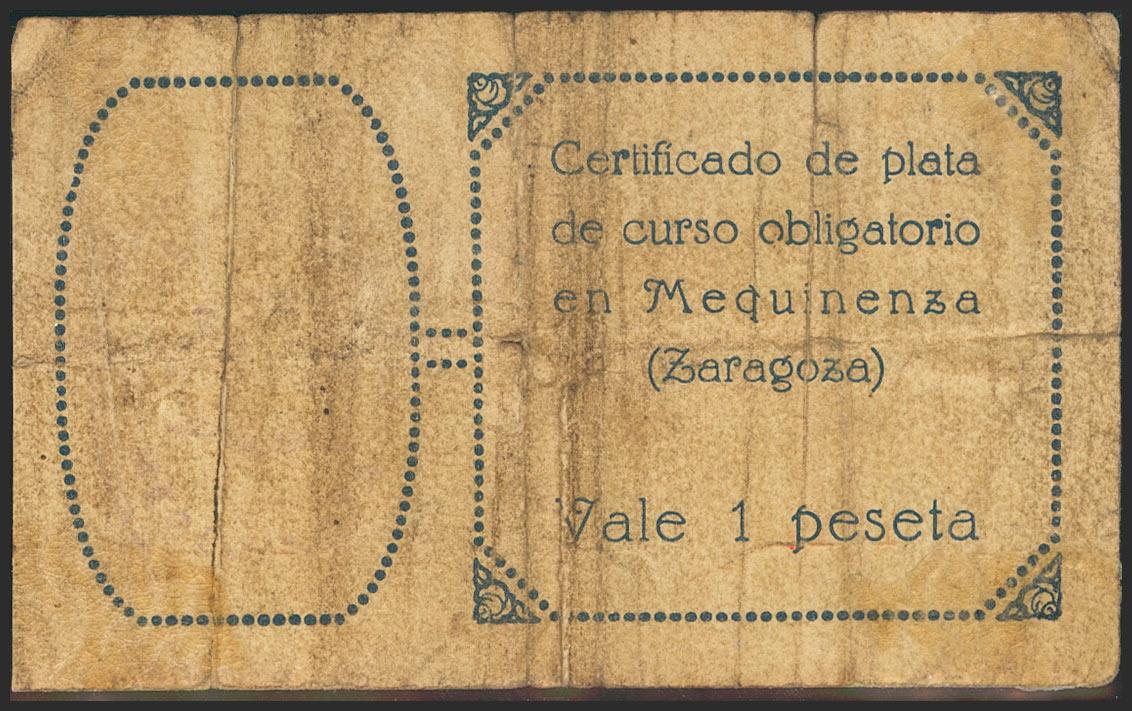 Certificado de plata
de curso obligatorio
en Mequinenza
(Zaragoza)
Vale 1 peseta